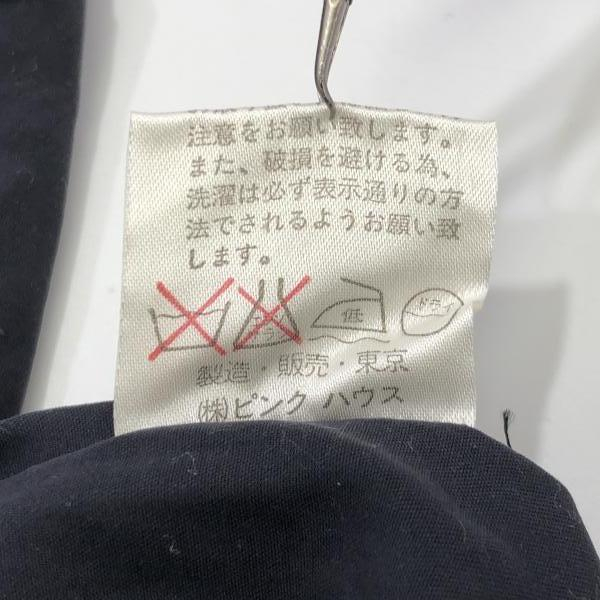 注意をお願い致します。
また、破損を避ける為、
洗濯は必ず表示通りの方
法でされるようお願い致
します。
低 ドライ
製造・販売・東京
㈱ピンク ハウス